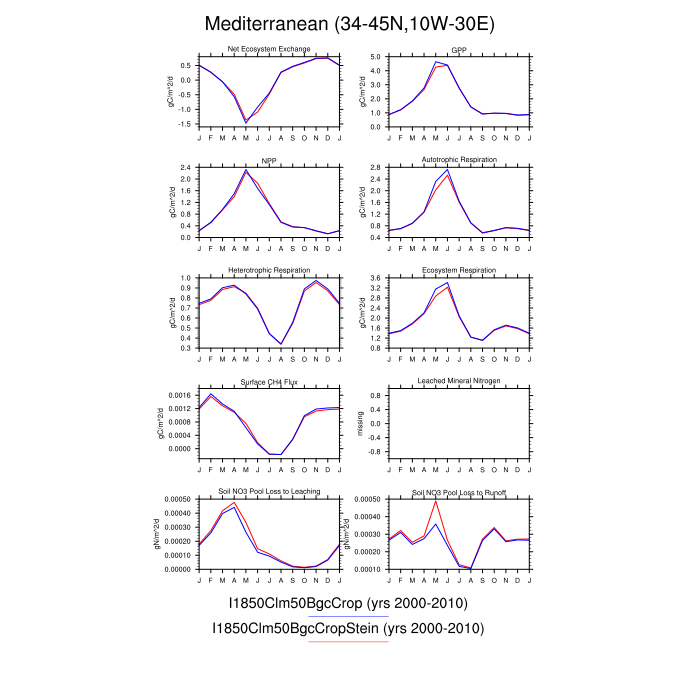 Mediterranean (34-45N,10W-30E)
Net Ecosystem Exchange
GPP
gC/m^2/d
0.5
0.0
-0.5
-1.0
-1.5
J F M A M J J A S O N D J
gC/m^2/d
5.0
4.0
3.0
2.0
1.0
0.0
J F M A M J J A S O N D J
NPP
Autotrophic Respiration
gC/m^2/d
2.4
2.0
1.6
1.2
0.8
0.4
0.0
J F M A M J J A S O N D J
gC/m^2/d
2.8
2.4
2.0
1.6
1.2
0.8
0.4
J F M A M J J A S O N D J
Heterotrophic Respiration
Ecosystem Respiration
gC/m^2/d
1.0
0.9
0.8
0.7
0.6
0.5
0.4
0.3
J F M A M J J A S O N D J
gC/m^2/d
3.6
3.2
2.8
2.4
2.0
1.6
1.2
0.8
J F M A M J J A S O N D J
Surface CH4 Flux
Leached Mineral Nitrogen
gC/m^2/d
0.0016
0.0012
0.0008
0.0004
0.0000
J F M A M J J A S O N D J
missing
0.8
0.4
-0.0
-0.4
-0.8
J F M A M J J A S O N D J
Soil NO3 Pool Loss to Leaching
Soil NO3 Pool Loss to Runoff
gN/m^2/d
0.00050
0.00040
0.00030
0.00020
0.00010
0.00000
J F M A M J J A S O N D J
gN/m^2/d
0.00050
0.00040
0.00030
0.00020
0.00010
J F M A M J J A S O N D J
I1850Clm50BgcCrop (yrs 2000-2010)
I1850Clm50BgcCropStein (yrs 2000-2010)